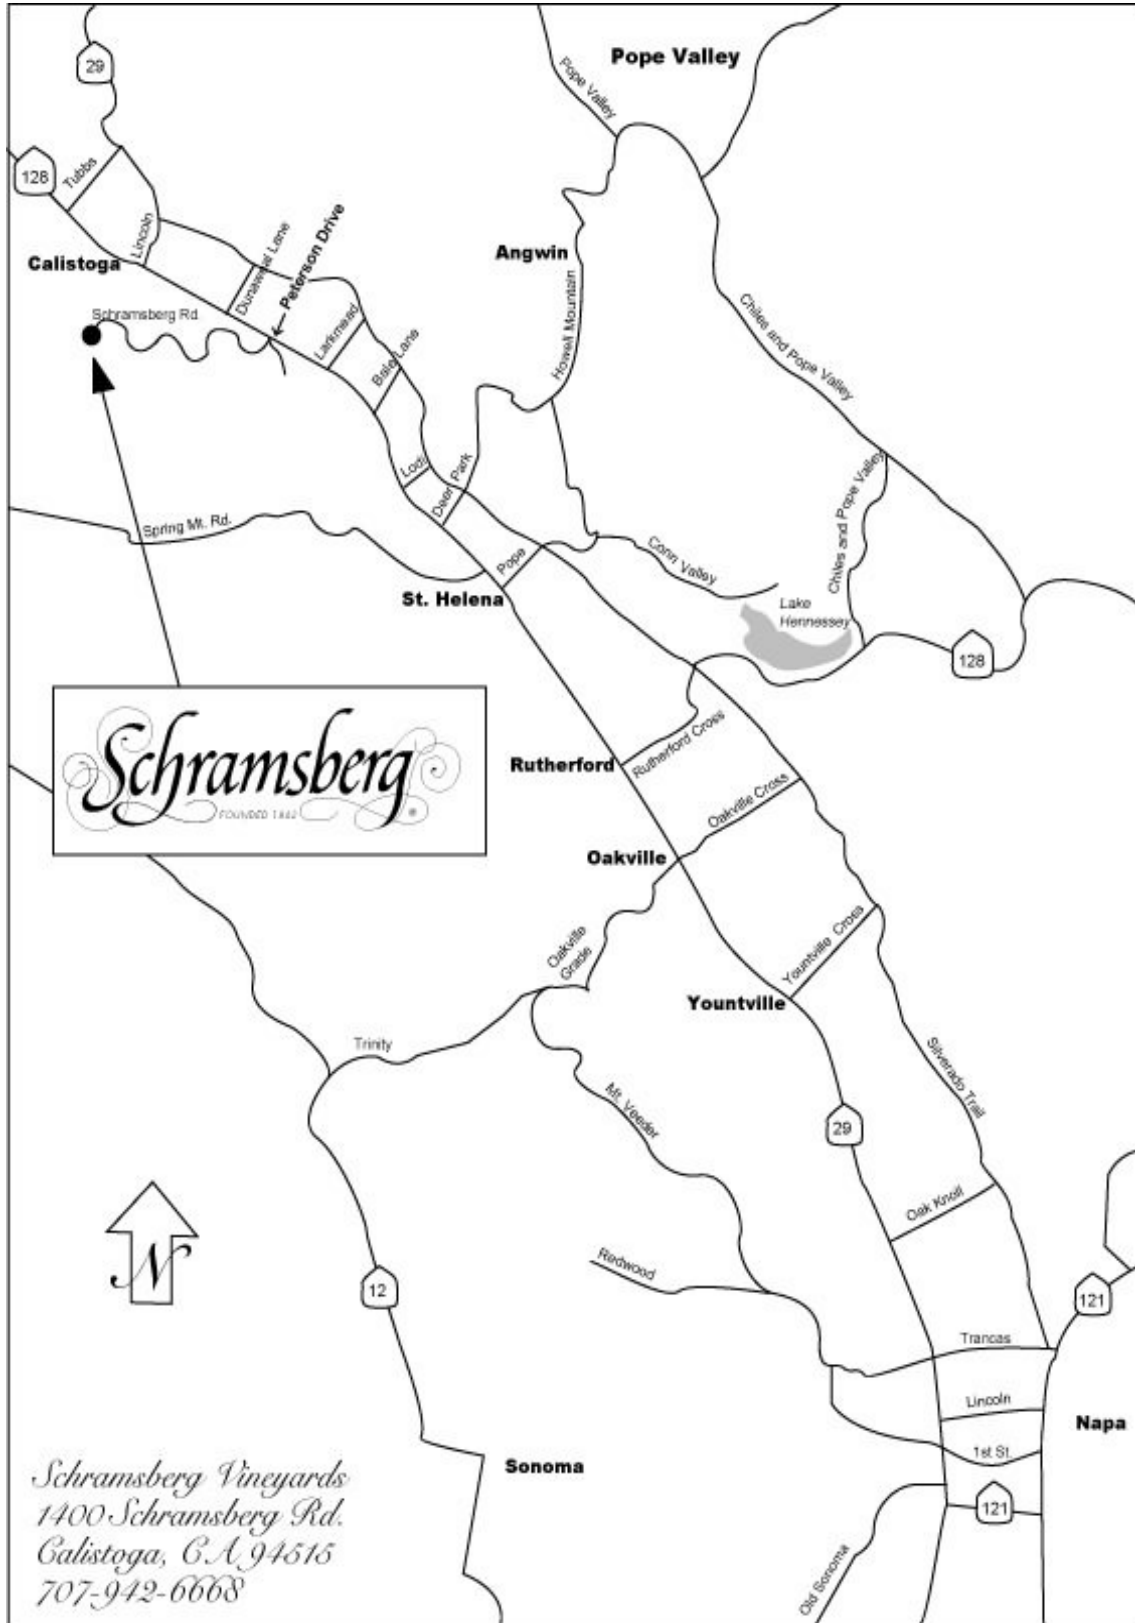 Pope Valley
29
Pope Valley
128
Tubbs
Lincoln
Calistoga
Dunaweal Lane
Peterson Drive
Angwin
Howell Mountain
Schramsberg Rd
Larkmead
Bale Lane
Chiles and Pope Valley
Lodi
Deer Park
Chiles and Pope Valley
Spring Mt. Rd.
Pope
Conn Valley
St. Helena
Lake
Hennessey
128
Schramsberg
FOUNDED 1862
®
Rutherford
Rutherford Cross
Oakville Cross
Oakville
Oakville
Grade
Yountville Cross
Yountville
Trinity
Silverado Trail
Mt. Veeder
29
Oak Knoll
N
Redwood
12
121
Trancas
Lincoln
Napa
1st St.
Sonoma
121
Old Sonoma
Schramsberg Vineyards
1400 Schramsberg Rd.
Calistoga, CA 94515
707-942-6668